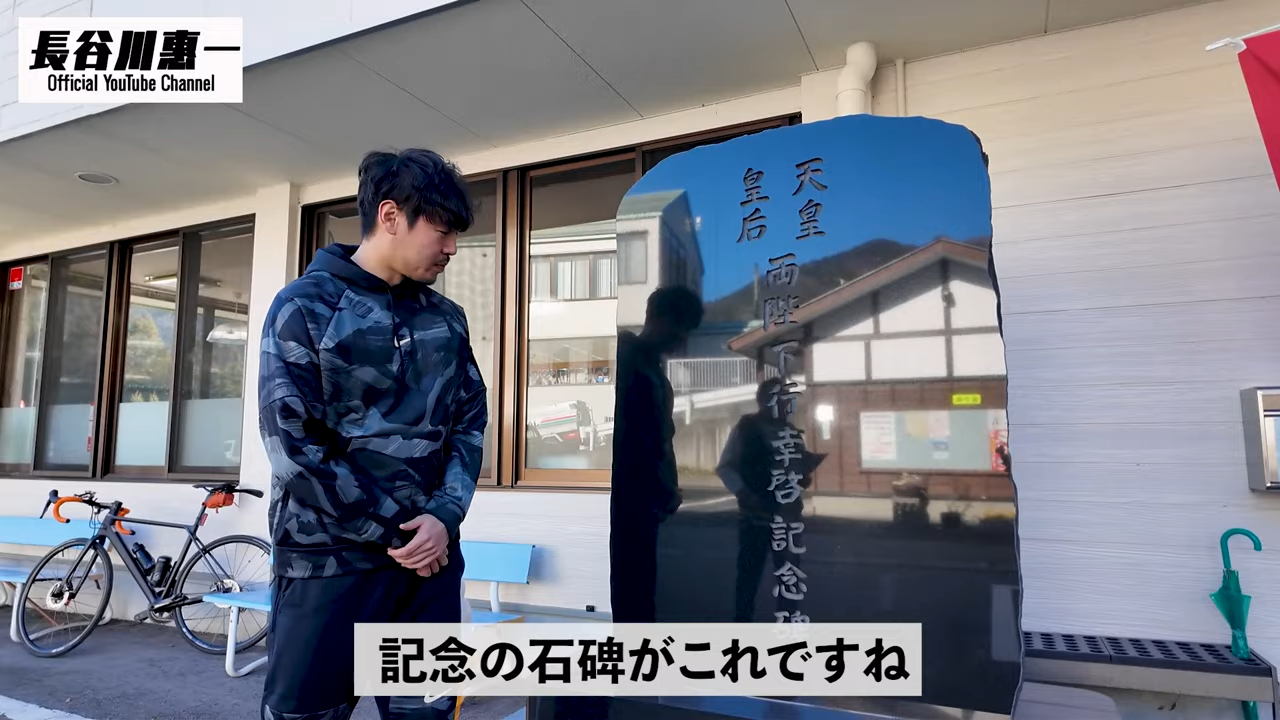 長谷川惠一
Official YouTube Channel
天皇
皇后
両陛下行幸啓記念碑
記念の石碑がこれですね